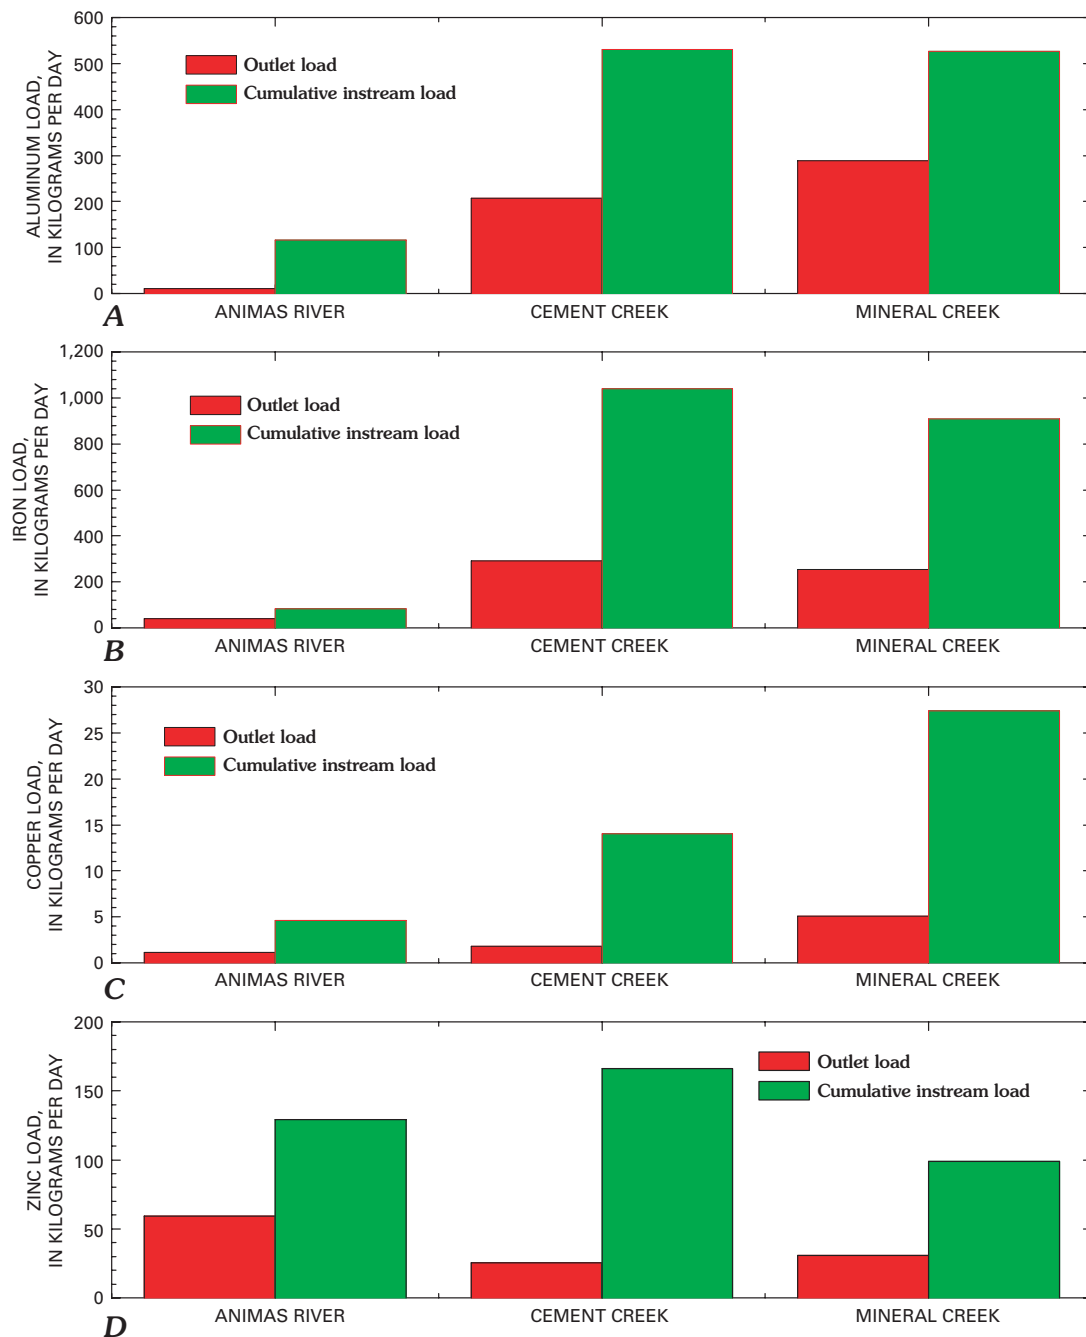 ALUMINUM LOAD,
IN KILOGRAMS PER DAY
600
500
400
300
200
100
0
Outlet load
Cumulative instream load
ANIMAS RIVER
CEMENT CREEK
MINERAL CREEK
A
IRON LOAD,
IN KILOGRAMS PER DAY
1,200
1,000
800
600
400
200
0
Outlet load
Cumulative instream load
ANIMAS RIVER
CEMENT CREEK
MINERAL CREEK
B
COPPER LOAD,
IN KILOGRAMS PER DAY
30
25
20
15
10
5
0
Outlet load
Cumulative instream load
ANIMAS RIVER
CEMENT CREEK
MINERAL CREEK
C
ZINC LOAD,
IN KILOGRAMS PER DAY
200
150
100
50
0
Outlet load
Cumulative instream load
ANIMAS RIVER
CEMENT CREEK
MINERAL CREEK
D